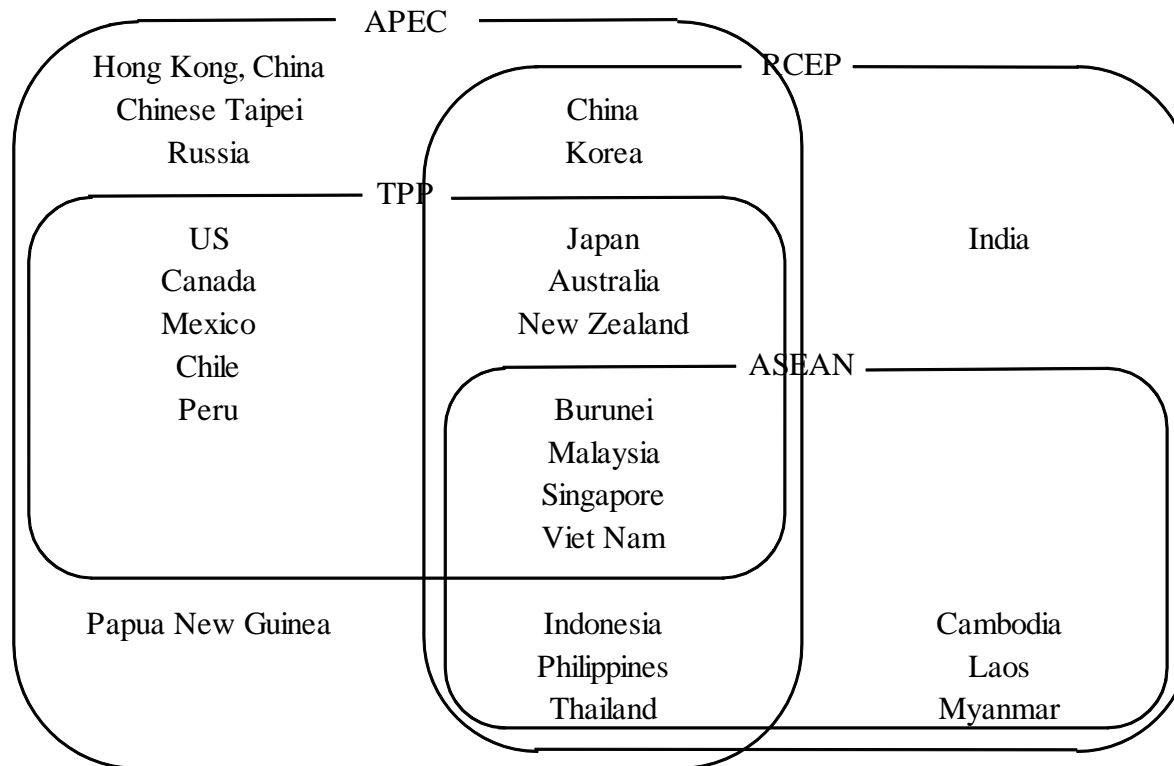 APEC
Hong Kong, China
RCEP
Chinese Taipei
China
Russia
Korea
TPP
US
Japan
India
Canada
Australia
Mexico
New Zealand
Chile
ASEAN
Peru
Burunei
Malaysia
Singapore
Viet Nam
Papua New Guinea
Indonesia
Cambodia
Philippines
Laos
Thailand
Myanmar